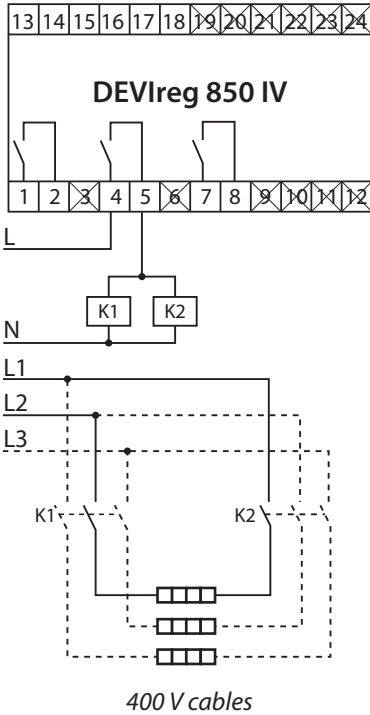 13 14 15 16 17 18 19 20 21 22 23 24
DEVIreg 850 IV
1 2 3 4 5 6 7 8 9 10 11 12
L
K1 K2
N
L1
L2
L3
K1 K2
400 V cables